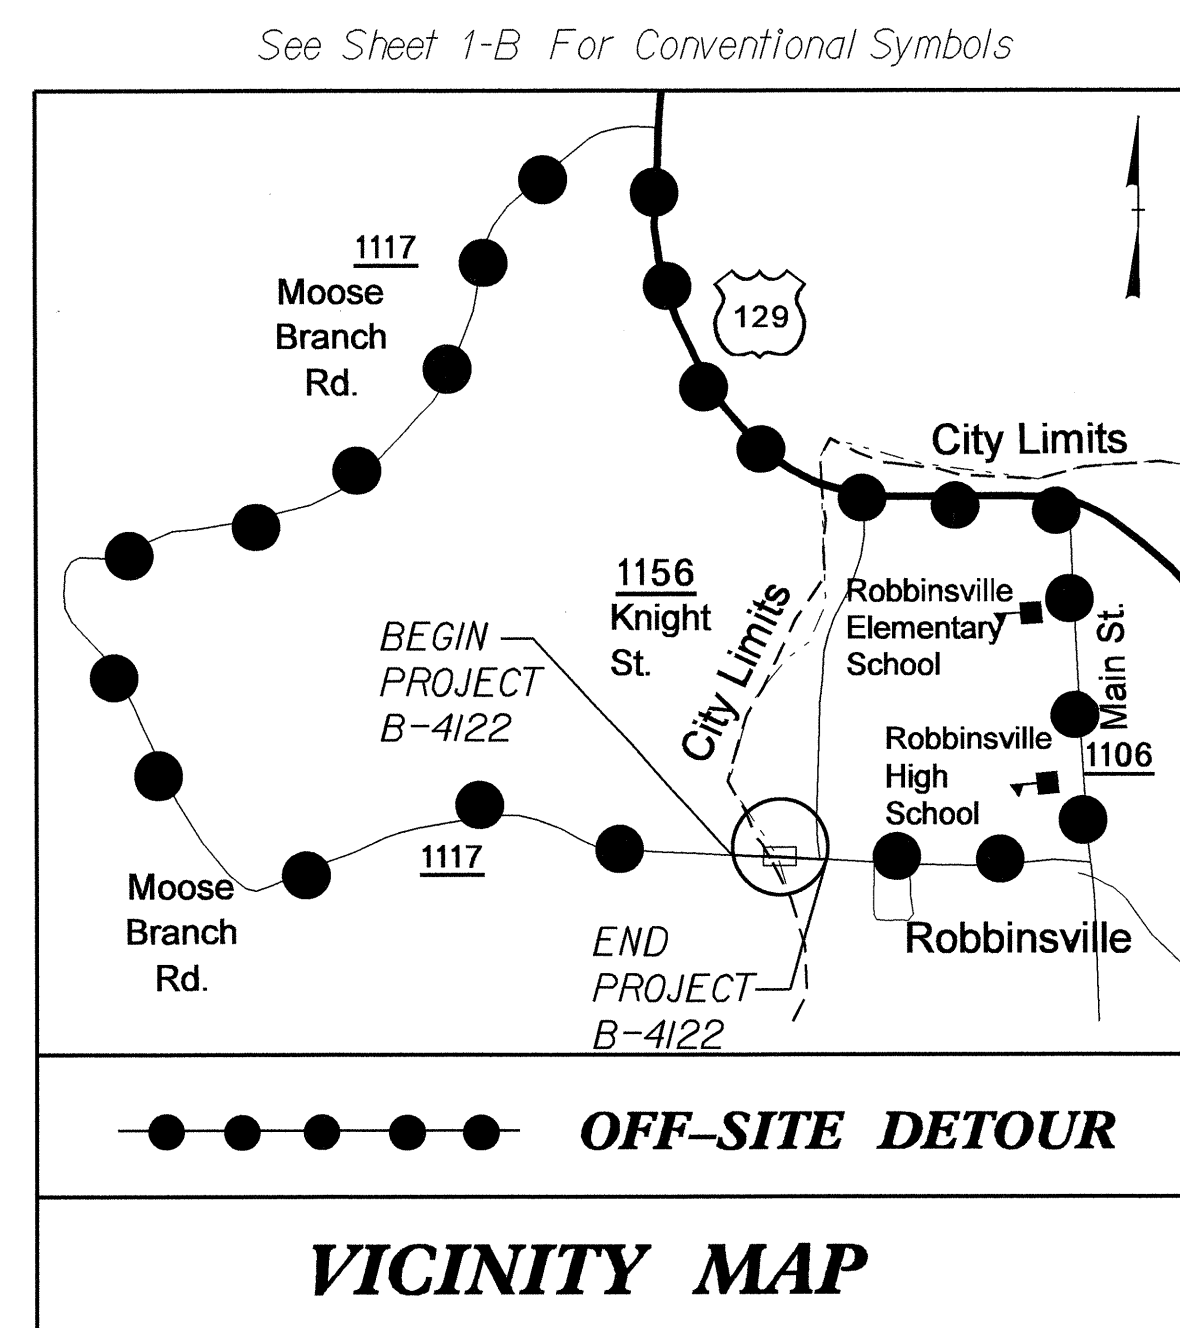 See Sheet 1-B For Conventional Symbols
1117
Moose
Branch
Rd.
129
City Limits
1156
Knight
St.
City Limits
Robbinsville
Elementary
School
Main St.
BEGIN
PROJECT
B-4122
Robbinsville
High
School
1106
1117
Moose
Branch
Rd.
END
PROJECT
B-4122
Robbinsville
OFF-SITE DETOUR
VICINITY MAP